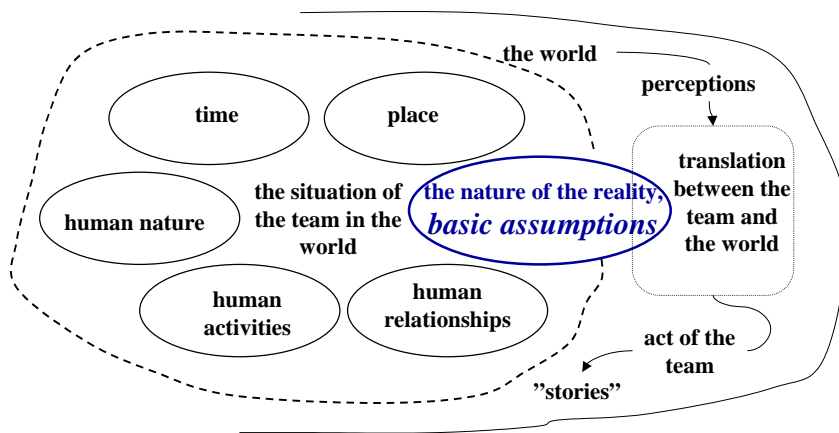 the world
perceptions
time
place
translation
between the
team and
the world
the situation of
the team in the
world
the nature of the reality,
basic assumptions
human nature
human
activities
human
relationships
act of the
team
”stories”